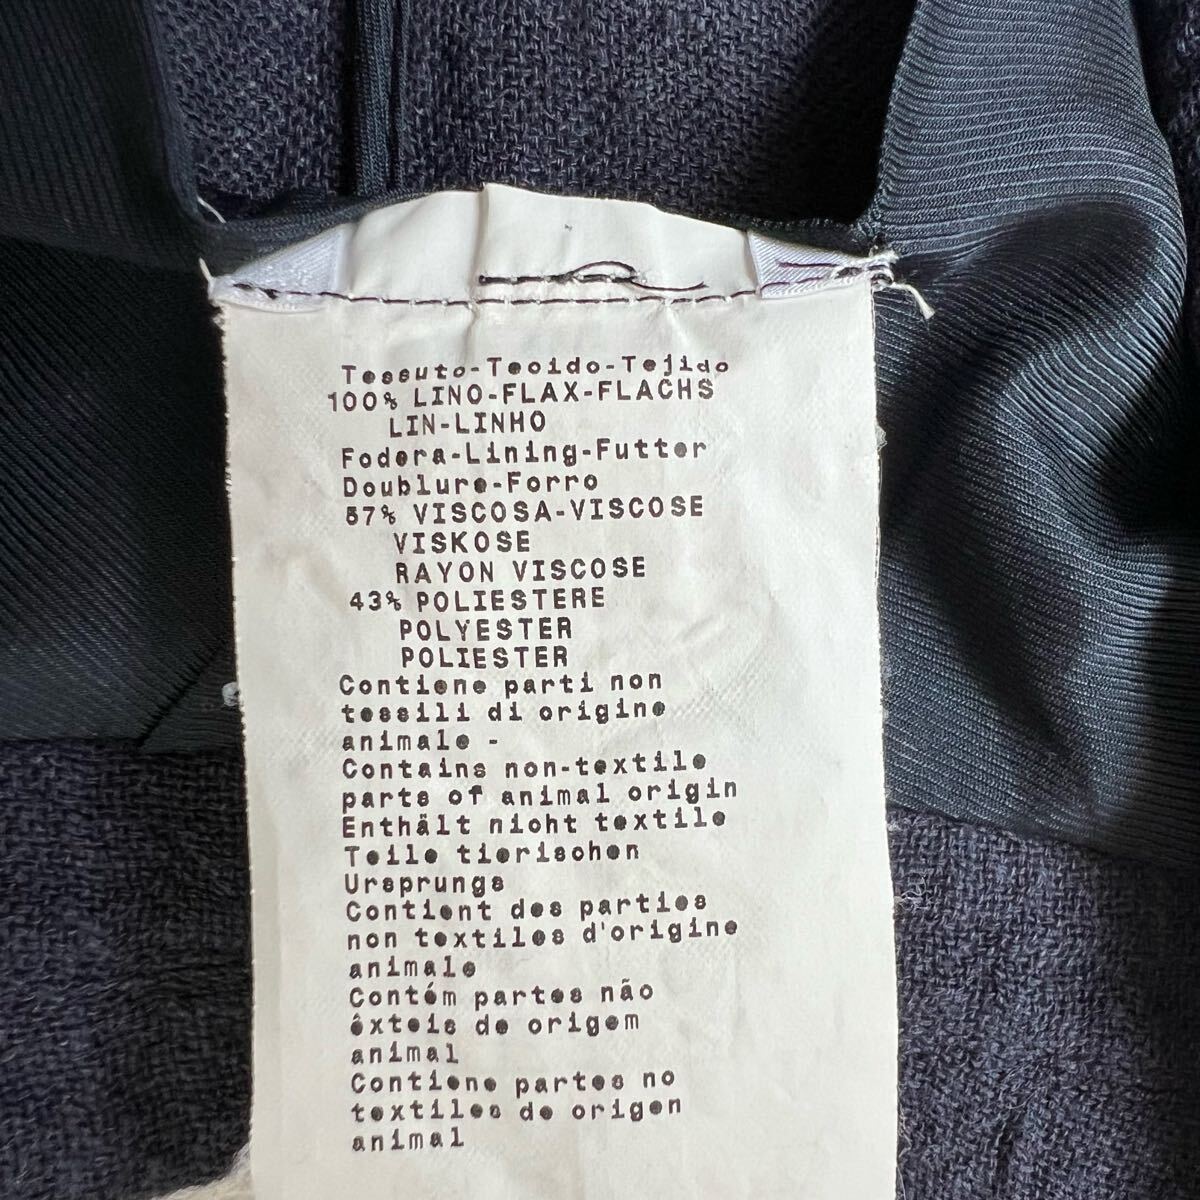 Tessuto-Tecido-Tejido
100% LINO-FLAX-FLACHS
LIN-LINHO
Fodera-Lining-Futter
Doublure-Forro
57% VISCOSA-VISCOSE
VISKOSE
RAYON VISCOSE
43% POLIESTERE
POLYESTER
POLIESTER
Contiene parti non
tessili di origine
animale -
Contains non-textile
parts of animal origin
Enthält nicht textile
Teile tierischen
Ursprungs
Contient des parties
non textiles d'origine
animale
Contém partes não
êxteis de origem
animal
Contiene partes no
textiles de origen
animal